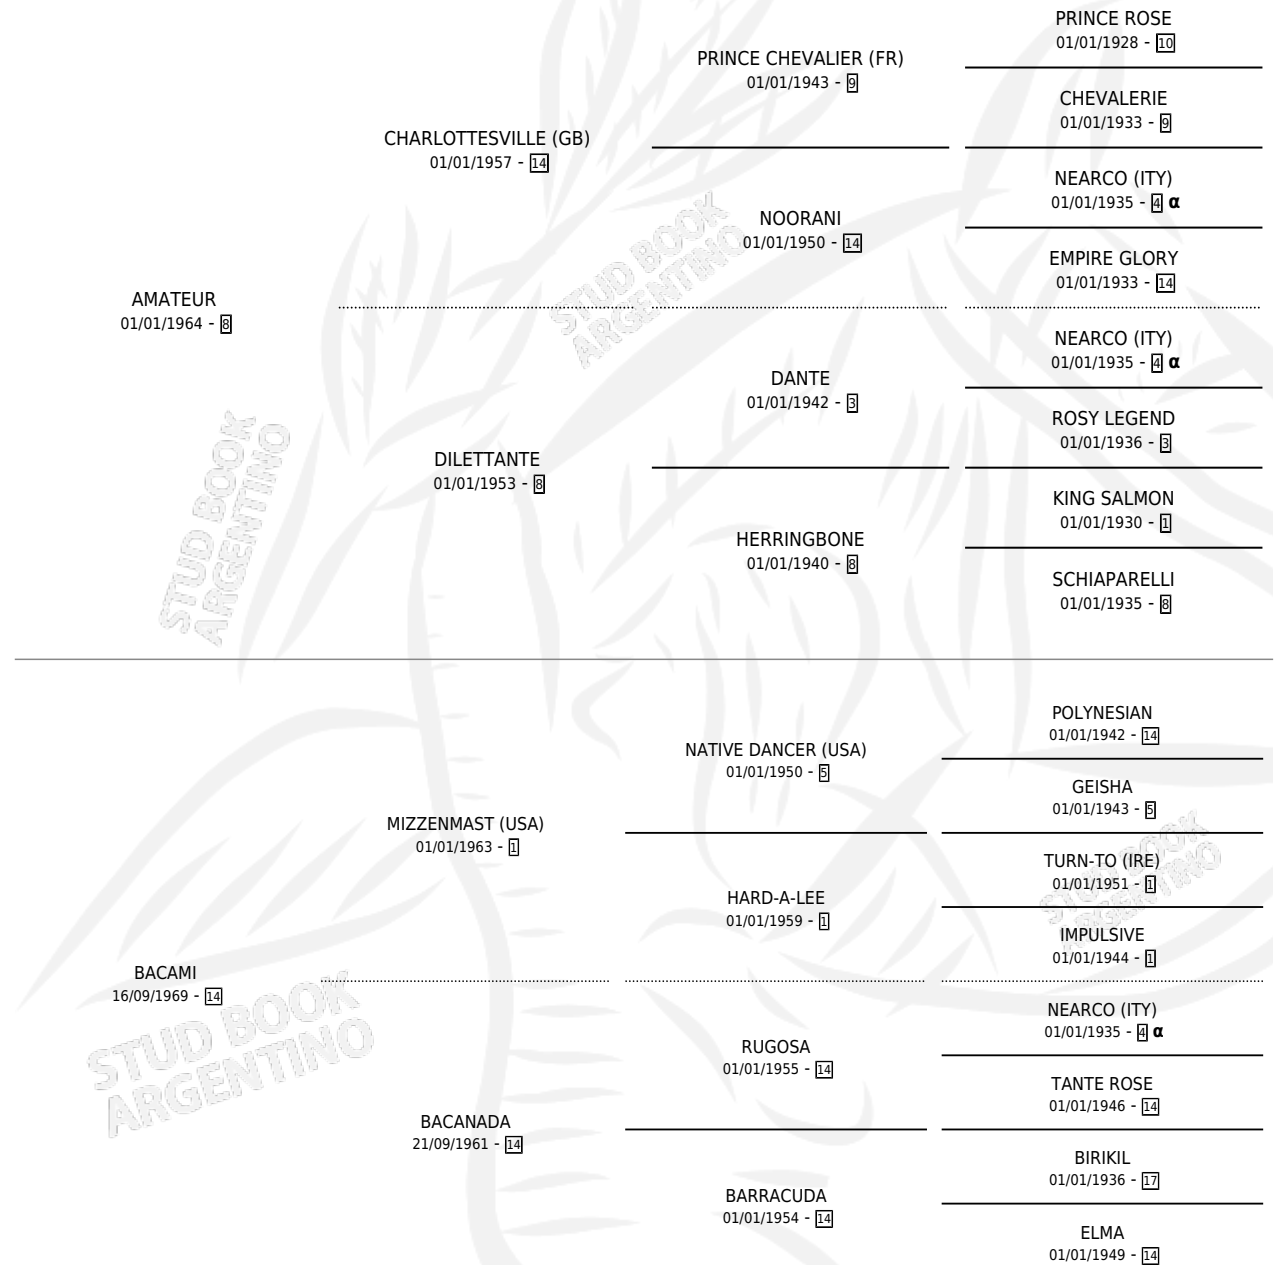 PRINCE ROSE
01/01/1928 - 10
PRINCE CHEVALIER (FR)
01/01/1943 - 9
CHEVALERIE
01/01/1933 - 9
CHARLOTTESVILLE (GB)
01/01/1957 - 14
NEARCO (ITY)
01/01/1935 - 4 α
NOORANI
01/01/1950 - 14
EMPIRE GLORY
01/01/1933 - 14
AMATEUR
01/01/1964 - 8
NEARCO (ITY)
01/01/1935 - 4 α
DANTE
01/01/1942 - 3
ROSY LEGEND
01/01/1936 - 3
DILETTANTE
01/01/1953 - 8
KING SALMON
01/01/1930 - 1
HERRINGBONE
01/01/1940 - 8
SCHIAPARELLI
01/01/1935 - 8
POLYNESIAN
01/01/1942 - 14
NATIVE DANCER (USA)
01/01/1950 - 5
GEISHA
01/01/1943 - 5
MIZZENMAST (USA)
01/01/1963 - 1
TURN-TO (IRE)
01/01/1951 - 1
HARD-A-LEE
01/01/1959 - 1
IMPULSIVE
01/01/1944 - 1
BACAMI
16/09/1969 - 14
NEARCO (ITY)
01/01/1935 - 4 α
RUGOSA
01/01/1955 - 14
TANTE ROSE
01/01/1946 - 14
BACANADA
21/09/1961 - 14
BIRIKIL
01/01/1936 - 17
BARRACUDA
01/01/1954 - 14
ELMA
01/01/1949 - 14
STUD BOOK
ARGENTINO
STUD BOOK
ARGENTINO
STUD BOOK
ARGENTINO
STUD BOOK
ARGENTINO